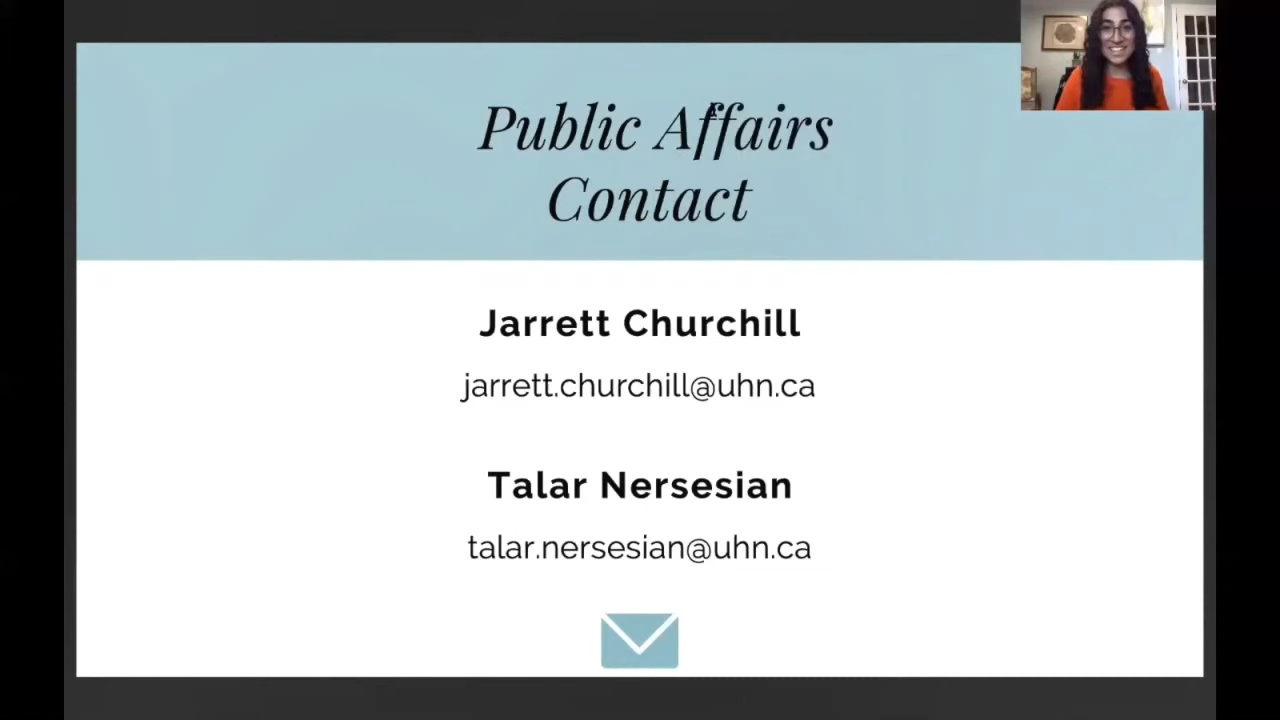 Public Affairs
Contact
Jarrett Churchill
jarrett.churchill@uhn.ca
Talar Nersesian
talar.nersesian@uhn.ca